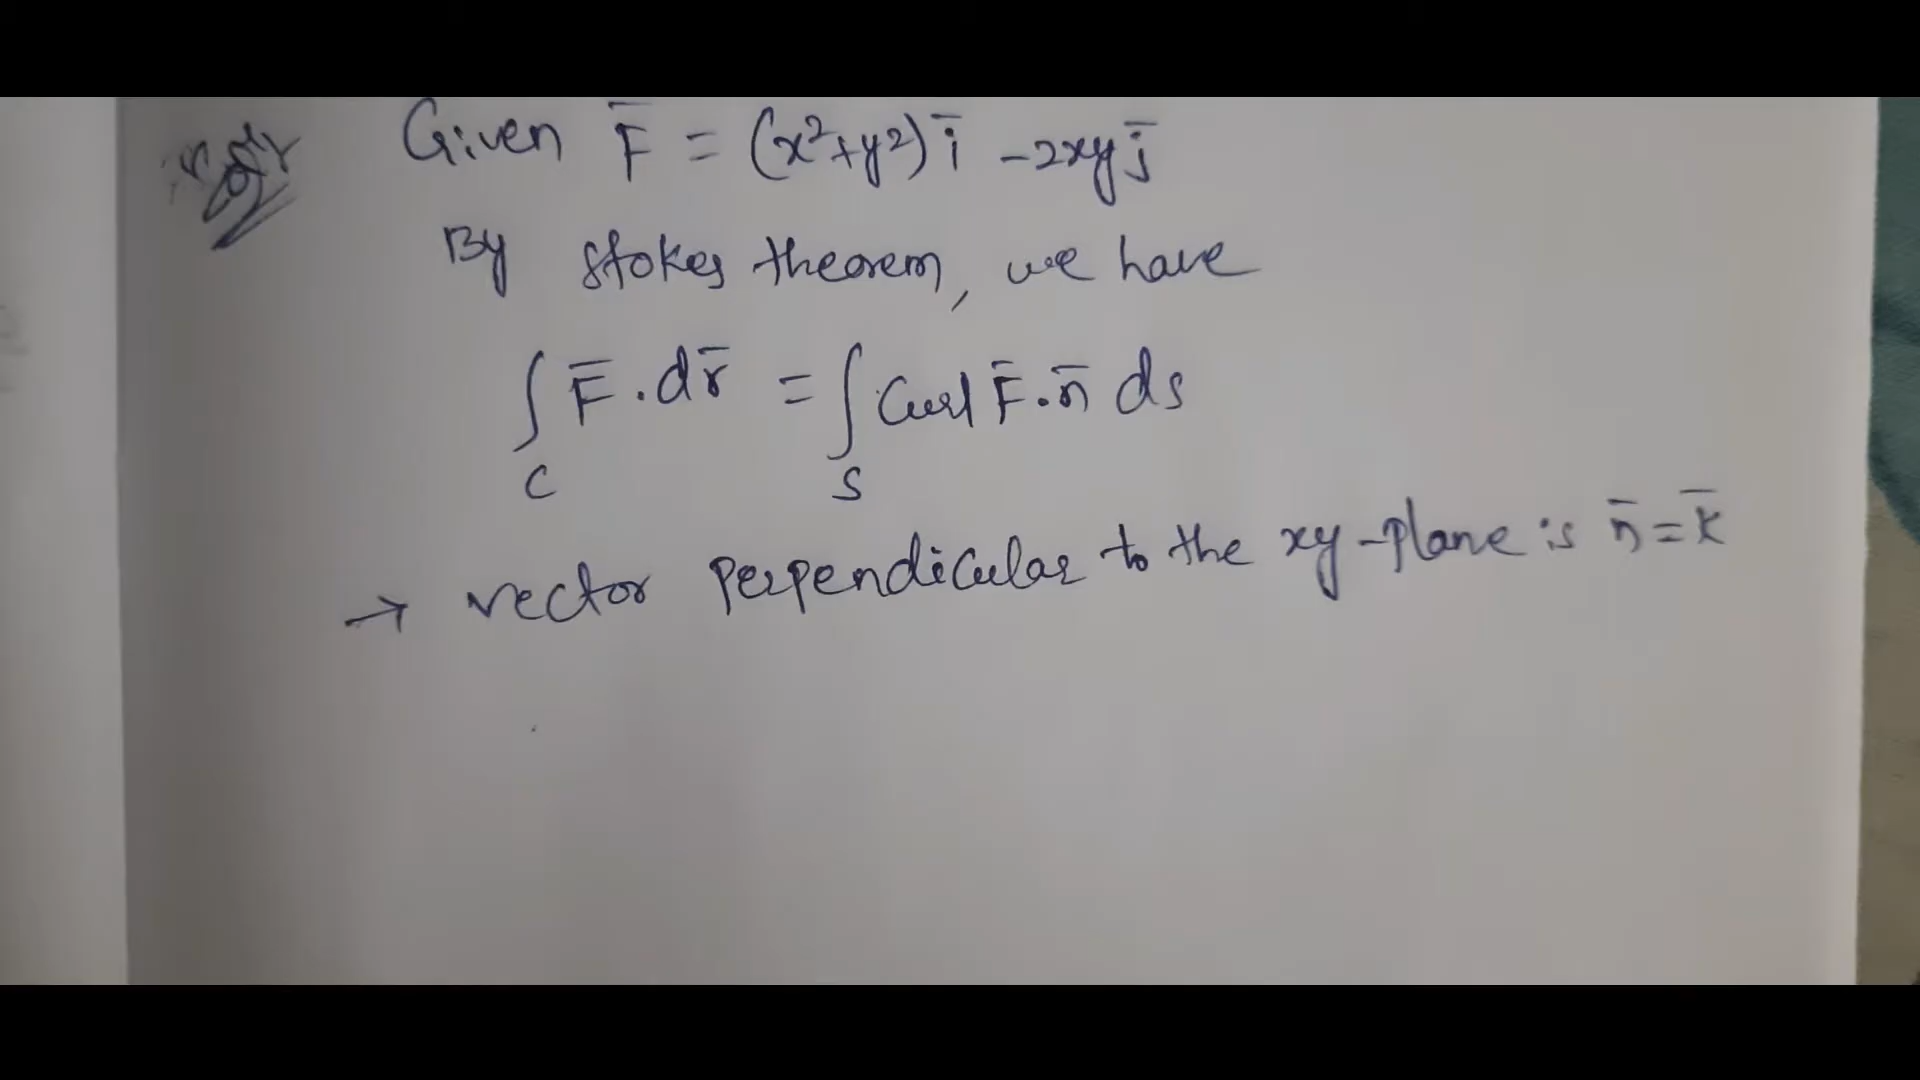 Given F̅ = (x²+y²) i̅ - 2xy j̅
By stokes theorem, we have
∫ F̅ . dr̅ = ∫ Curl F̅ . n̅ ds
C S
→ vector perpendicular to the xy-plane is n̅ = k̅